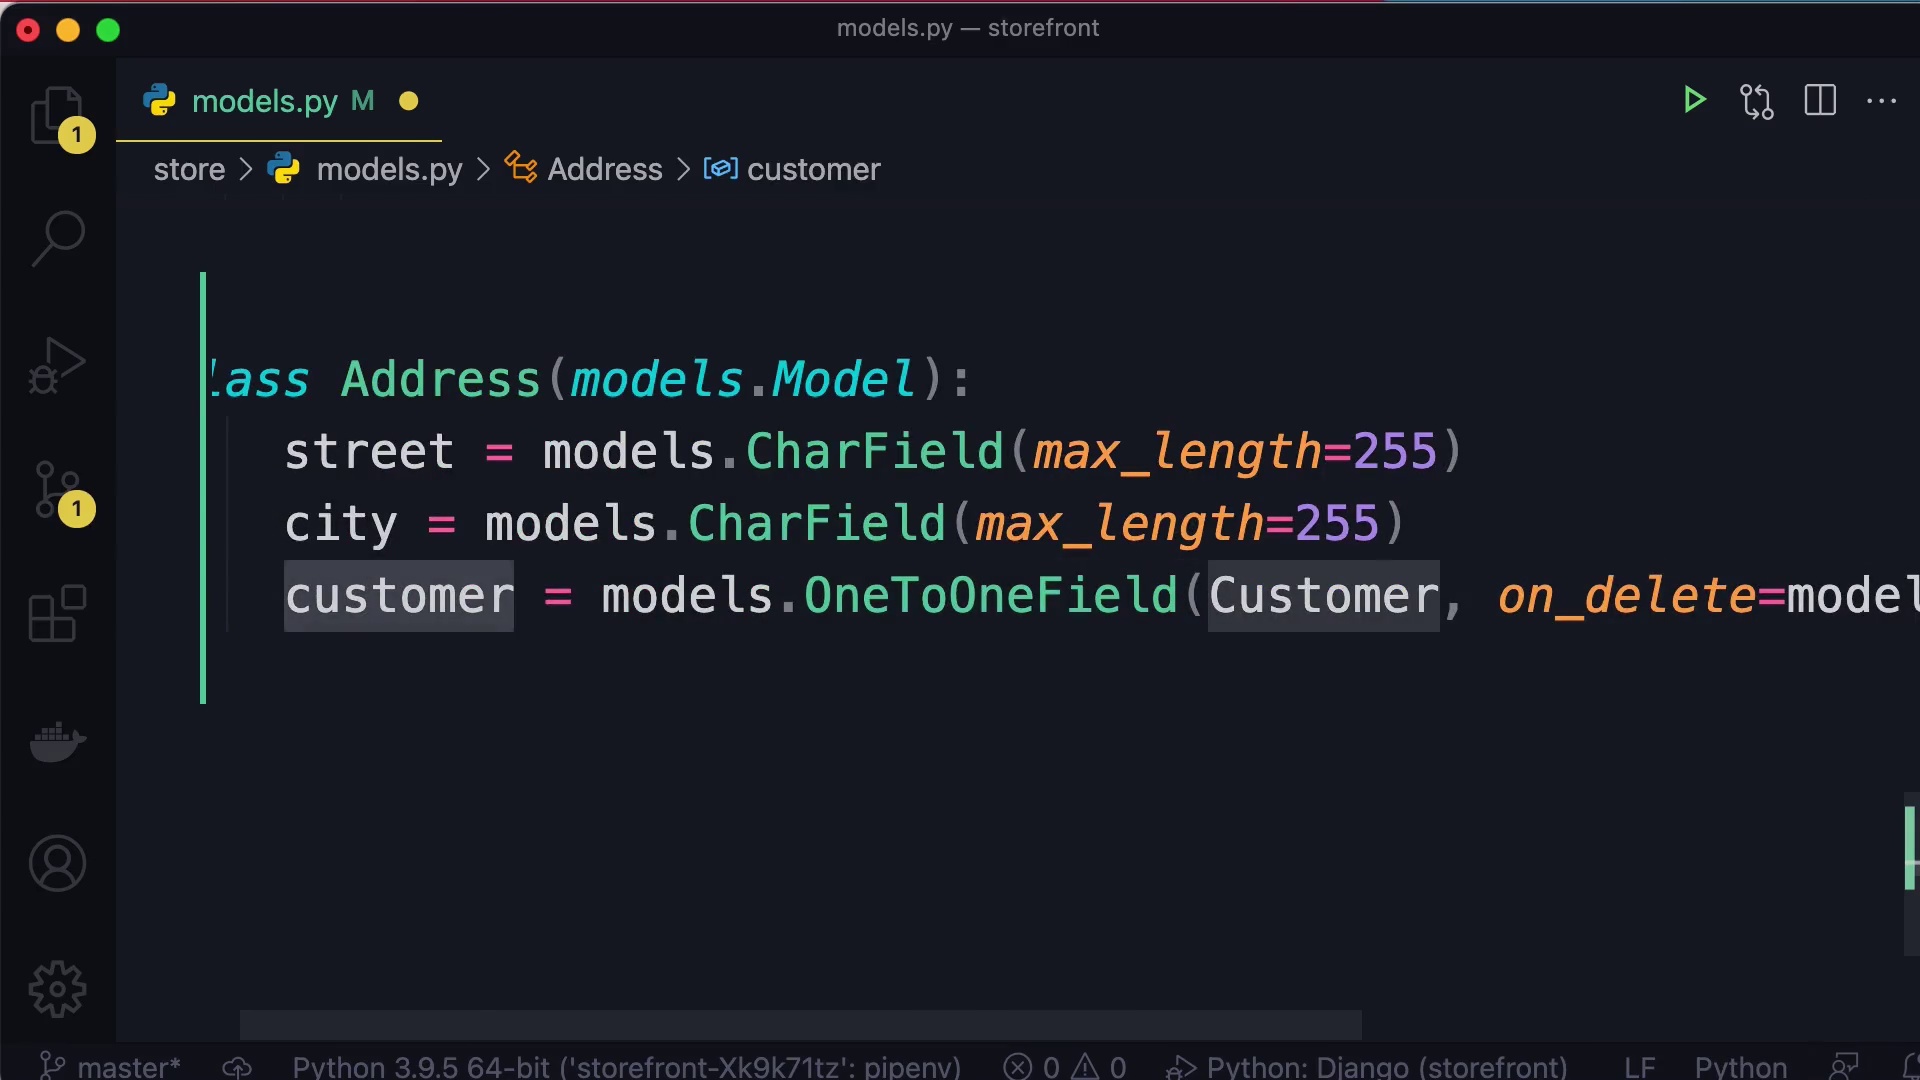 models.py — storefront
models.py M
store > models.py > Address > customer
1
lass Address(models.Model):
street = models.CharField(max_length=255)
city = models.CharField(max_length=255)
customer = models.OneToOneField(Customer, on_delete=model
1
master*
Python 3.9.5 64-bit ('storefront-Xk9k71tz': pipenv)
0
0
Python: Django (storefront)
LF
Python